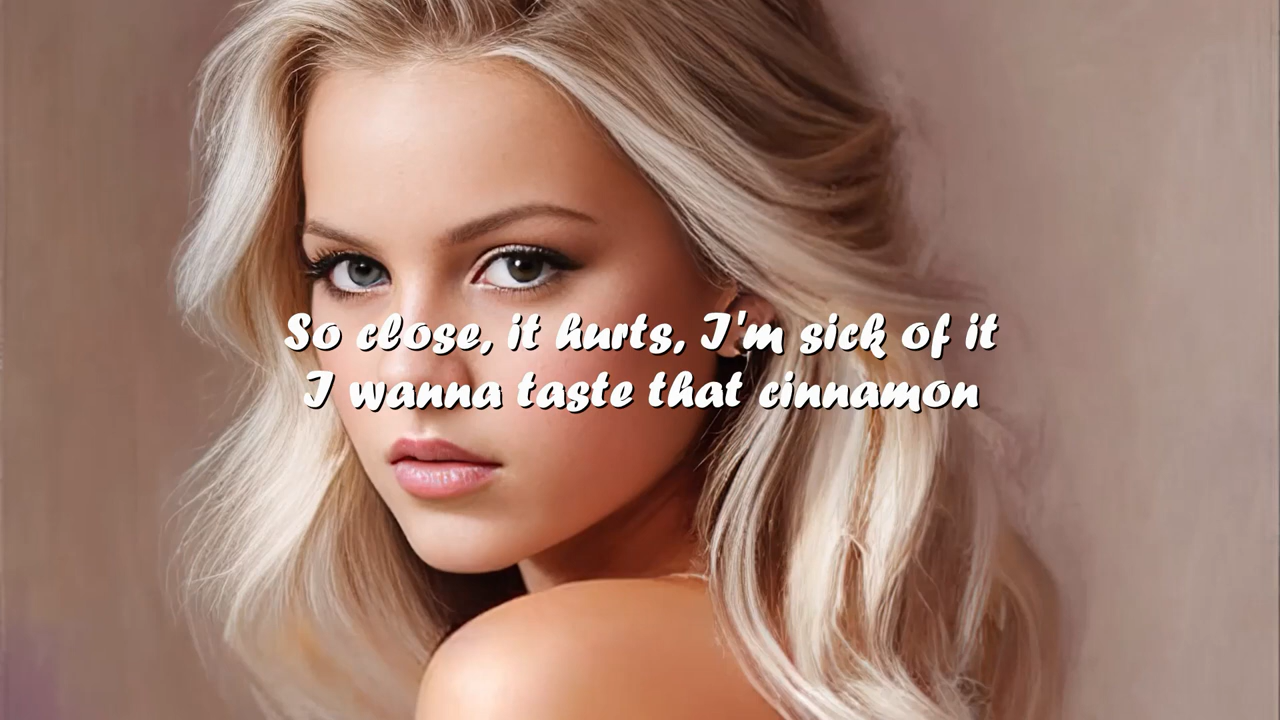 So close, it hurts, I'm sick of it
I wanna taste that cinnamon